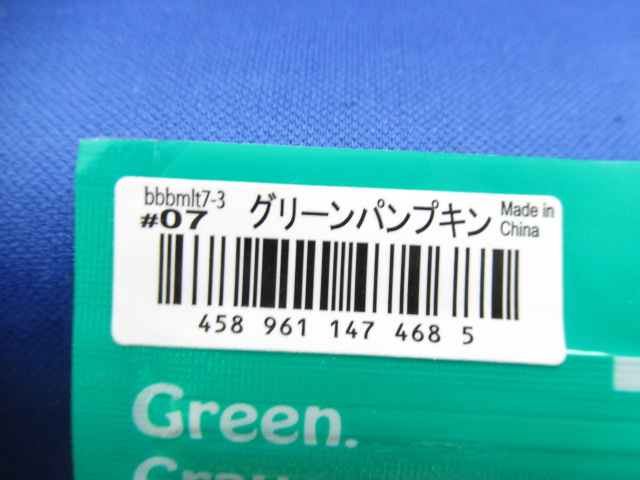 bbbmlt7-3
#07 グリーンパンプキン Made in
China
458 961 147 468 5
Green.